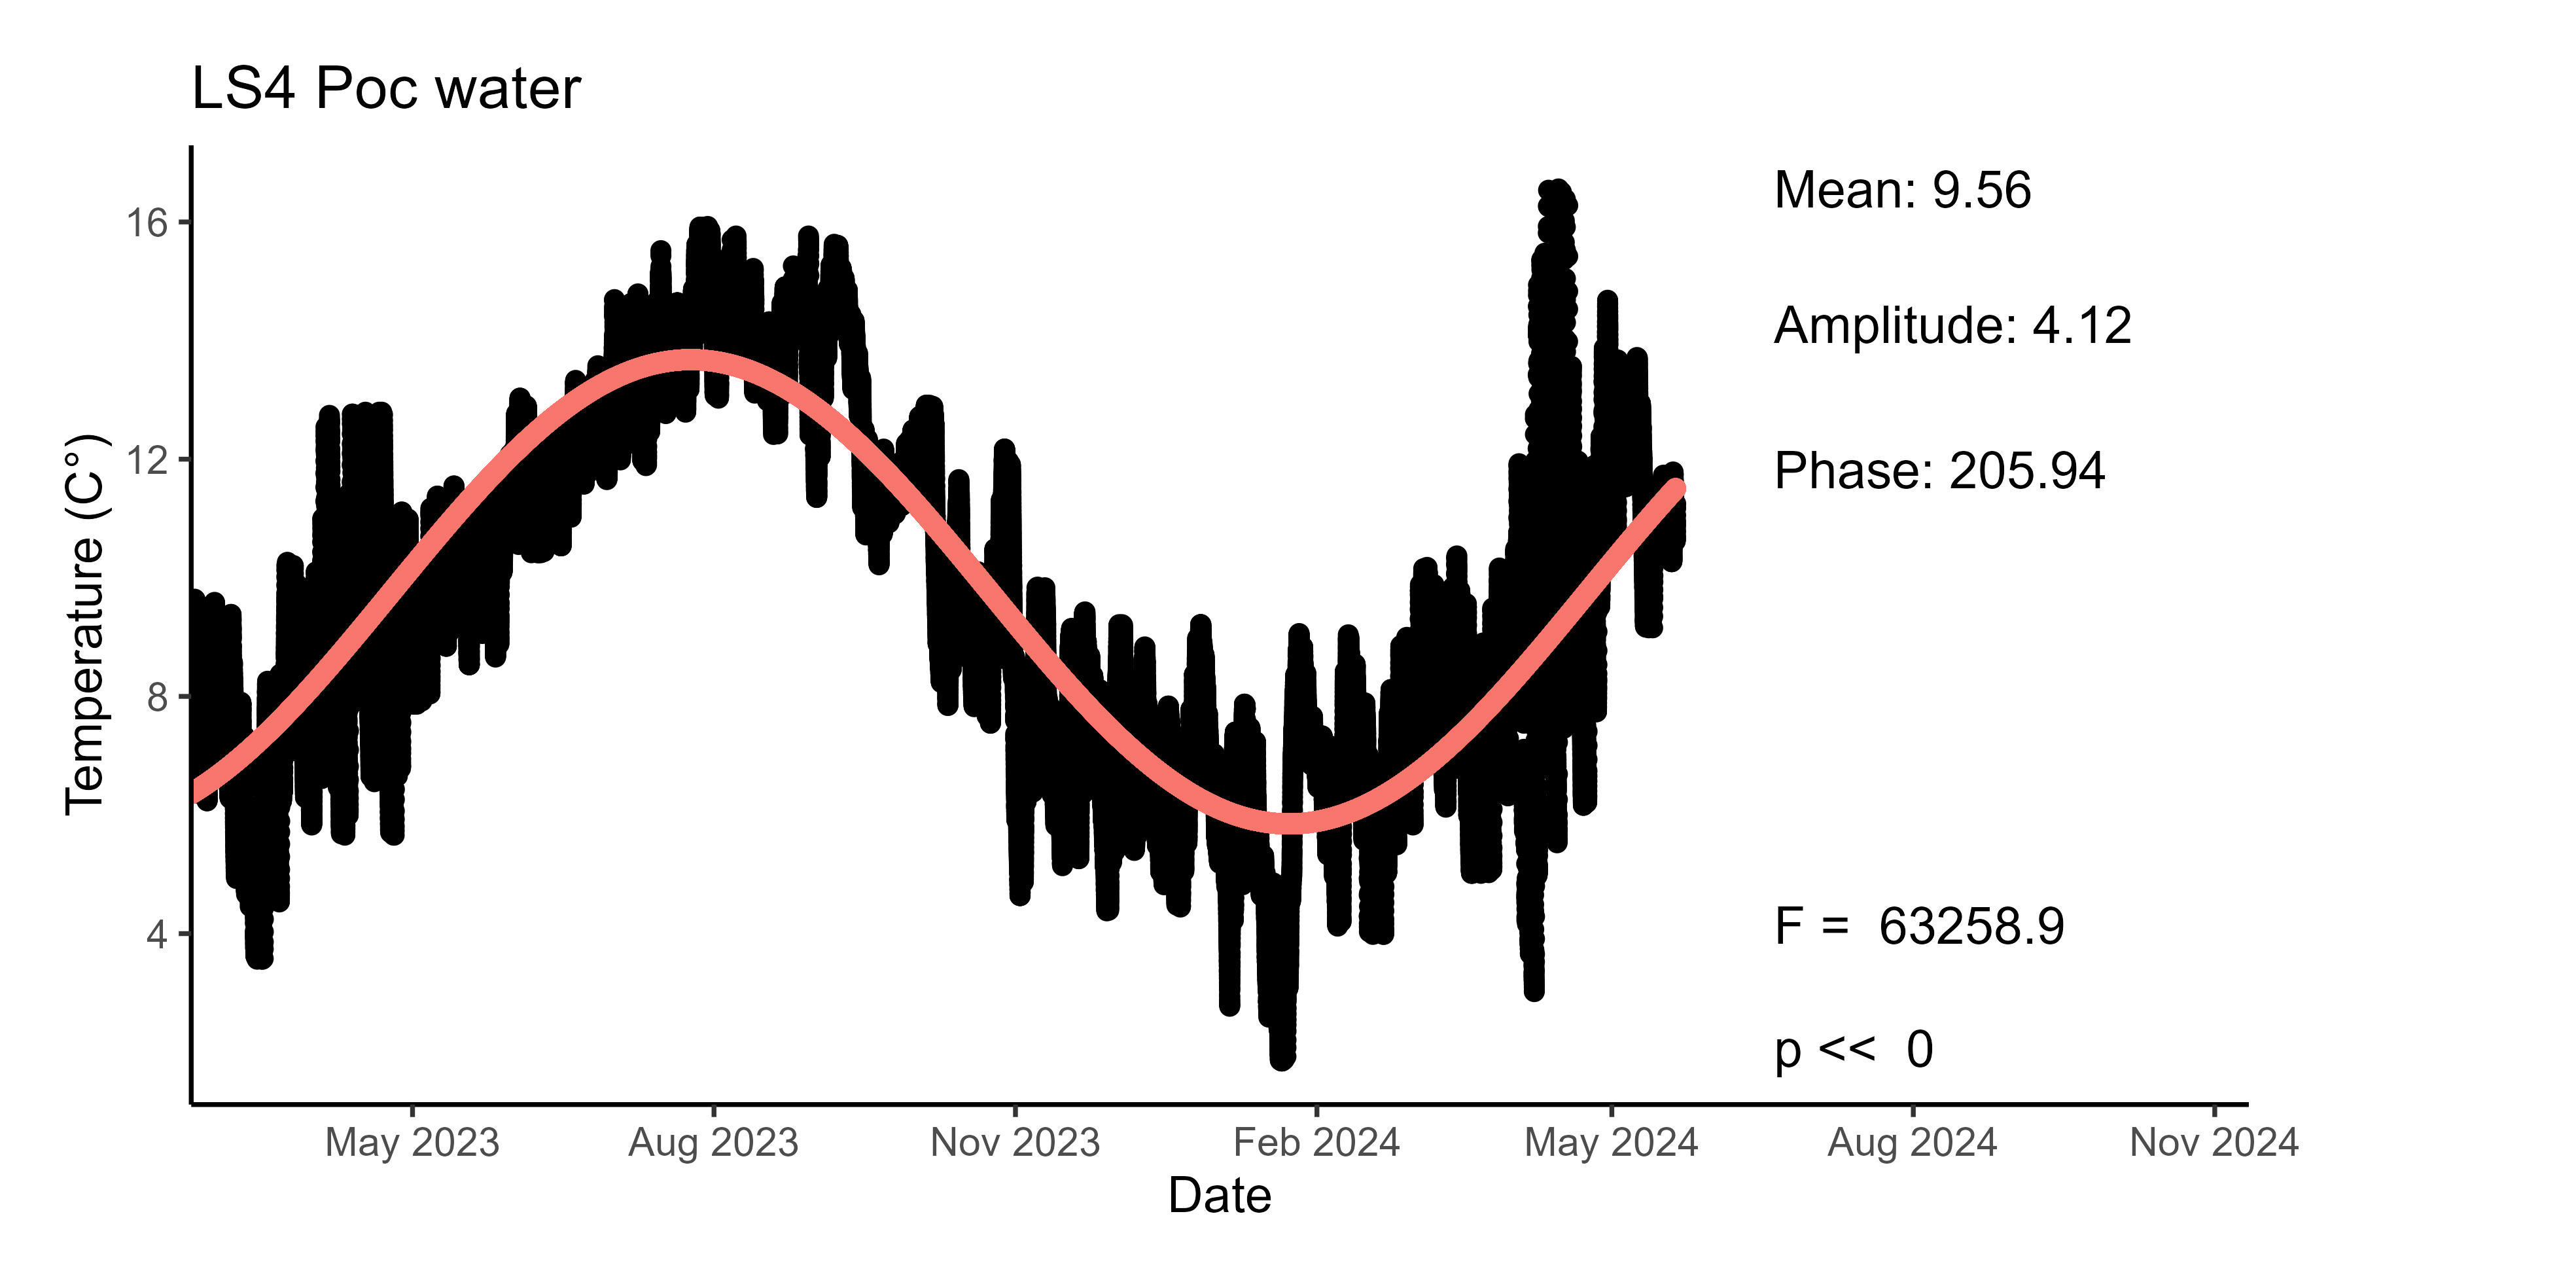 LS4 Poc water
Mean: 9.56
Amplitude: 4.12
Phase: 205.94
F =  63258.9
p <<  0
Temperature (C°)
16
12
8
4
May 2023
Aug 2023
Nov 2023
Feb 2024
May 2024
Aug 2024
Nov 2024
Date